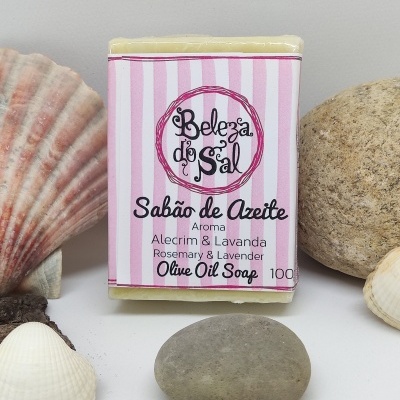 Beleza
do Sal
Sabão de Azeite
Aroma
Alecrim & Lavanda
Rosemary & Lavender
Olive Oil Soap 100